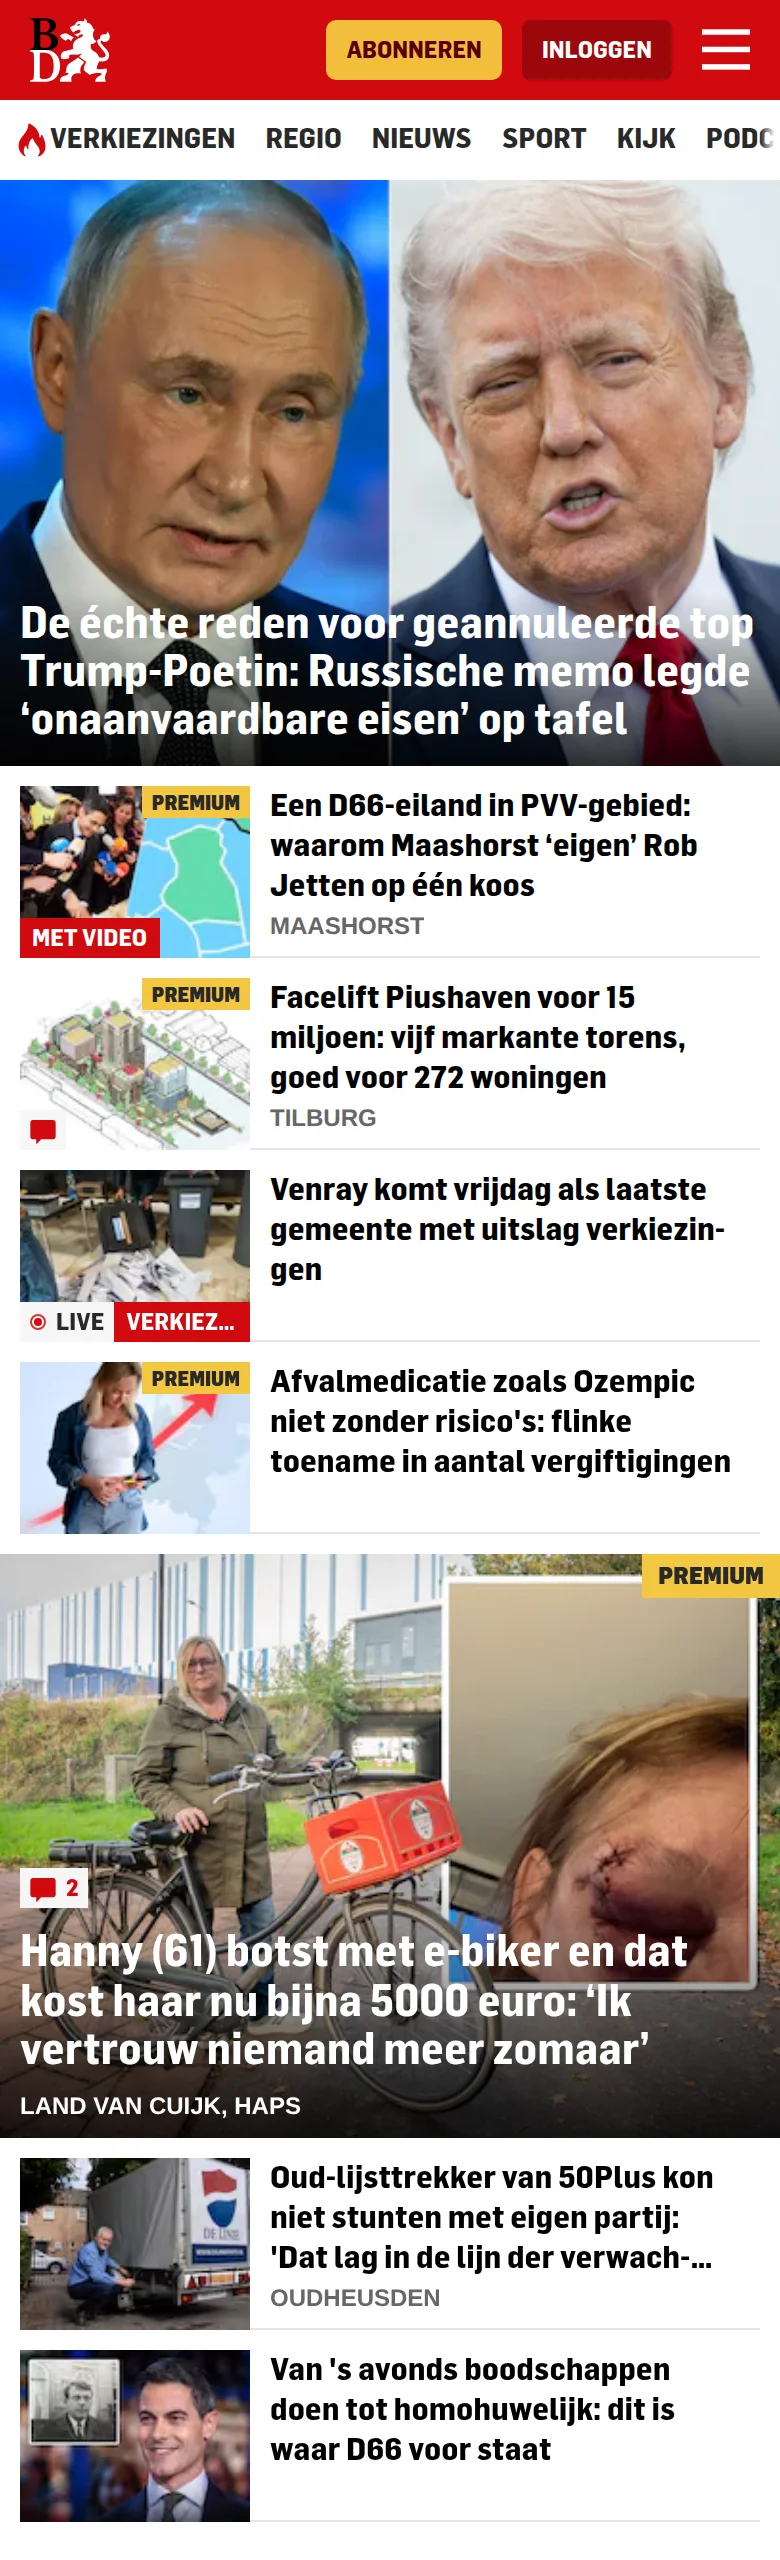 BD
ABONNEREN
INLOGGEN
VERKIEZINGEN REGIO NIEUWS SPORT KIJK PODC
De échte reden voor geannuleerde top
Trump-Poetin: Russische memo legde
‘onaanvaardbare eisen’ op tafel
PREMIUM
MET VIDEO
Een D66-eiland in PVV-gebied:
waarom Maashorst ‘eigen’ Rob
Jetten op één koos
MAASHORST
PREMIUM
Facelift Piushaven voor 15
miljoen: vijf markante torens,
goed voor 272 woningen
TILBURG
LIVE VERKIEZ...
Venray komt vrijdag als laatste
gemeente met uitslag verkiezin-
gen
PREMIUM
Afvalmedicatie zoals Ozempic
niet zonder risico's: flinke
toename in aantal vergiftigingen
PREMIUM
2
Hanny (61) botst met e-biker en dat
kost haar nu bijna 5000 euro: ‘Ik
vertrouw niemand meer zomaar’
LAND VAN CUIJK, HAPS
DE LINIE
Oud-lijsttrekker van 50Plus kon
niet stunten met eigen partij:
'Dat lag in de lijn der verwach-...
OUDHEUSDEN
Van 's avonds boodschappen
doen tot homohuwelijk: dit is
waar D66 voor staat